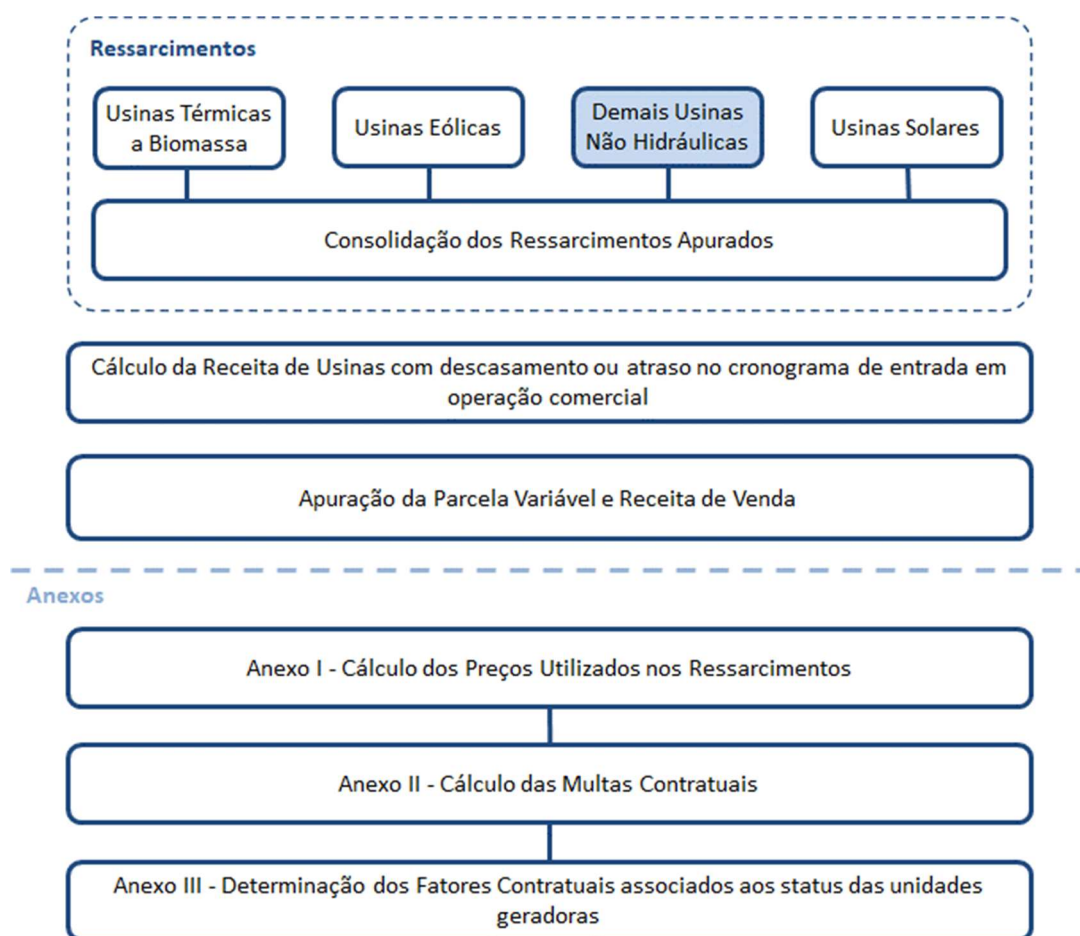 Ressarcimentos
Usinas Térmicas
a Biomassa
Usinas Eólicas
Demais Usinas
Não Hidráulicas
Usinas Solares
Consolidação dos Ressarcimentos Apurados
Cálculo da Receita de Usinas com descasamento ou atraso no cronograma de entrada em
operação comercial
Apuração da Parcela Variável e Receita de Venda
Anexos
Anexo I - Cálculo dos Preços Utilizados nos Ressarcimentos
Anexo II - Cálculo das Multas Contratuais
Anexo III - Determinação dos Fatores Contratuais associados aos status das unidades
geradoras